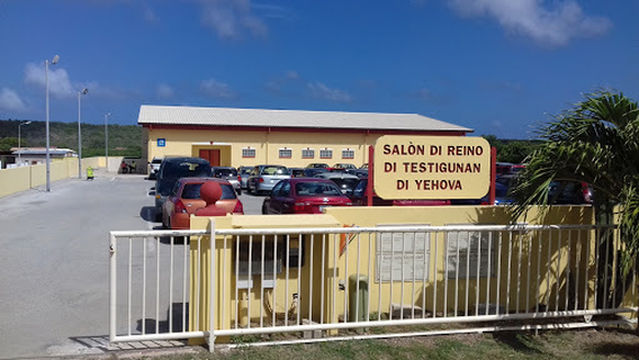 SALÒN DI REINO
DI TESTIGUNAN
DI YEHOVA